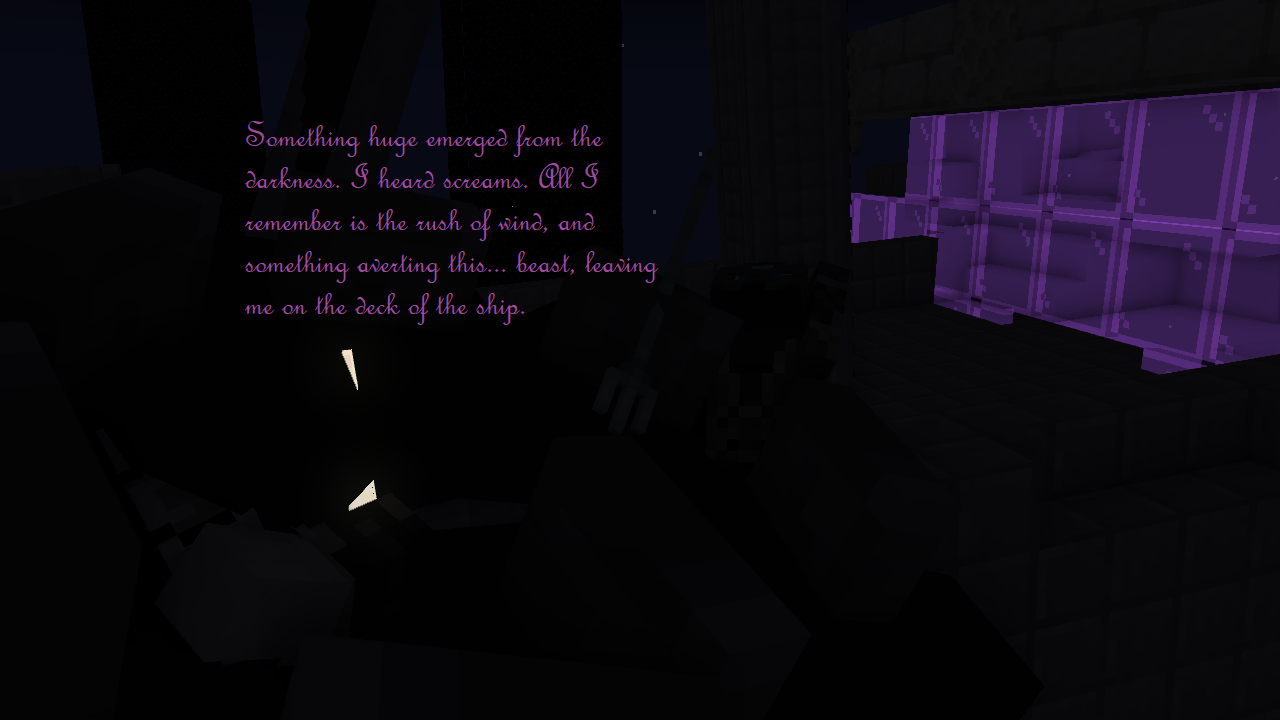 Something huge emerged from the
darkness. I heard screams. All I
remember is the rush of wind, and
something averting this... beast, leaving
me on the deck of the ship.